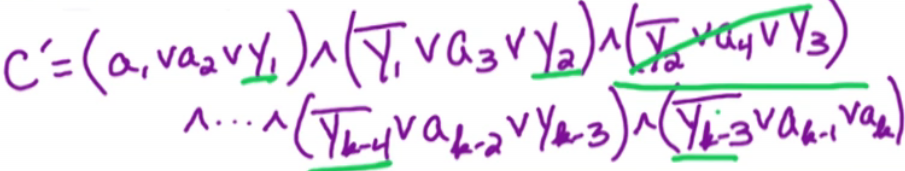 C′=(a₁∨a₂∨y₁)∧(y̅₁∨a₃∨y₂)∧(y̅₂∨a₄∨y₃)
∧⋯∧(y̅ₖ₋₄∨aₖ₋₂∨yₖ₋₃)∧(y̅ₖ₋₃∨aₖ₋₁∨aₖ)